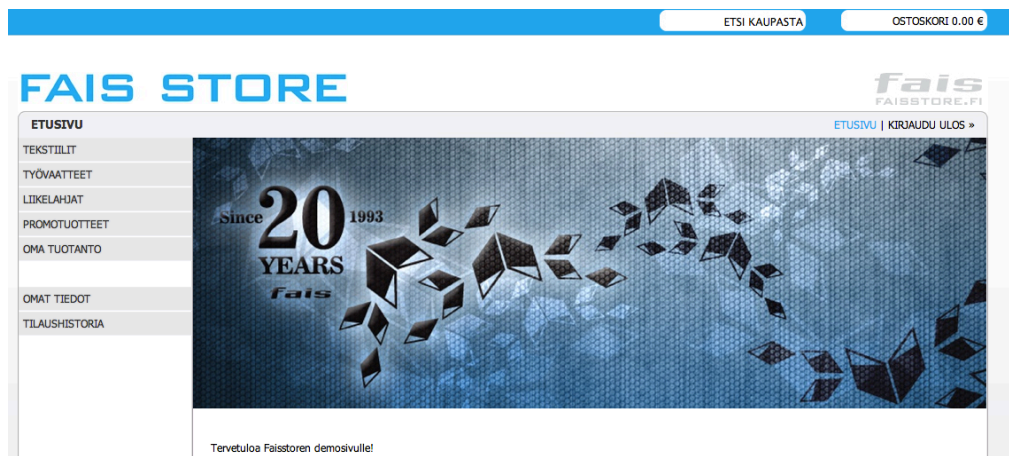 ETSI KAUPASTA
OSTOSKORI 0.00 €
FAIS STORE
fais
FAISSTORE.FI
ETUSIVU
ETUSIVU | KIRJAUDU ULOS »
TEKSTIILIT
TYÖVAATTEET
LIIKELAHJAT
PROMOTUOTTEET
OMA TUOTANTO
OMAT TIEDOT
TILAUSHISTORIA
Since 20 1993
YEARS
fais
Tervetuloa Faisstoren demosivulle!